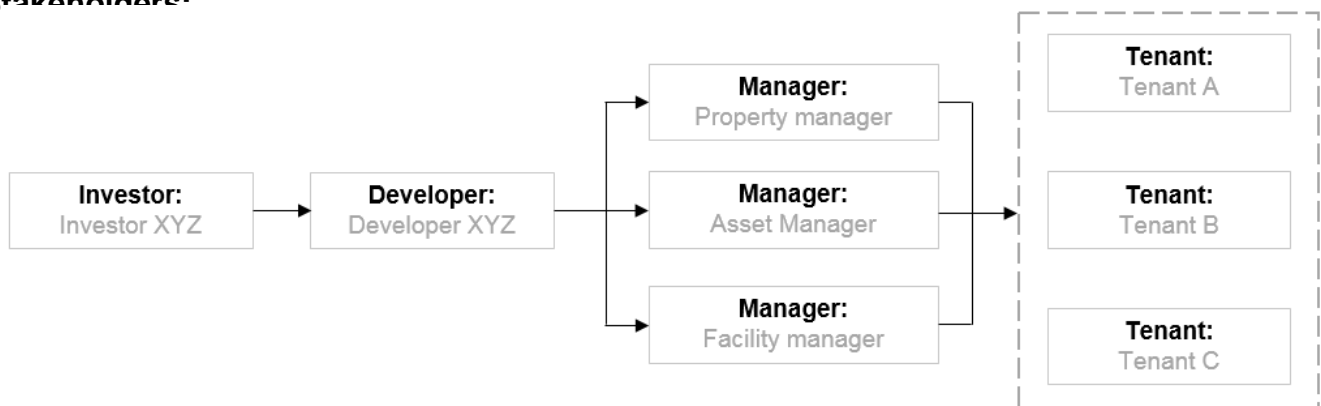 Stakeholders:
Investor:
Investor XYZ
Developer:
Developer XYZ
Manager:
Property manager
Manager:
Asset Manager
Manager:
Facility manager
Tenant:
Tenant A
Tenant:
Tenant B
Tenant:
Tenant C